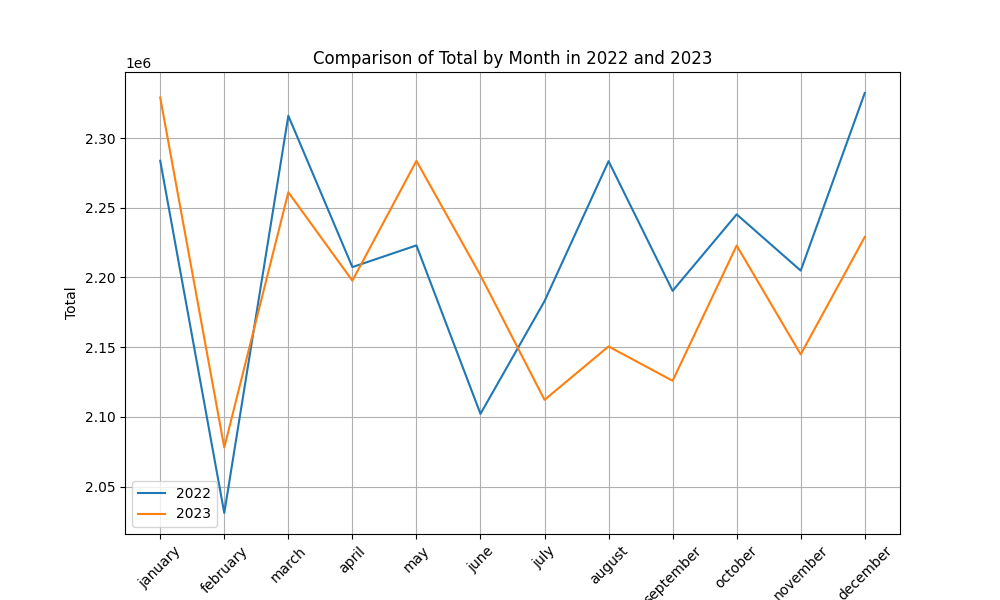 Comparison of Total by Month in 2022 and 2023
1e6
2.30
2.25
2.20
2.15
2.10
2.05
Total
2022
2023
january
february
march
april
may
june
july
august
september
october
november
december